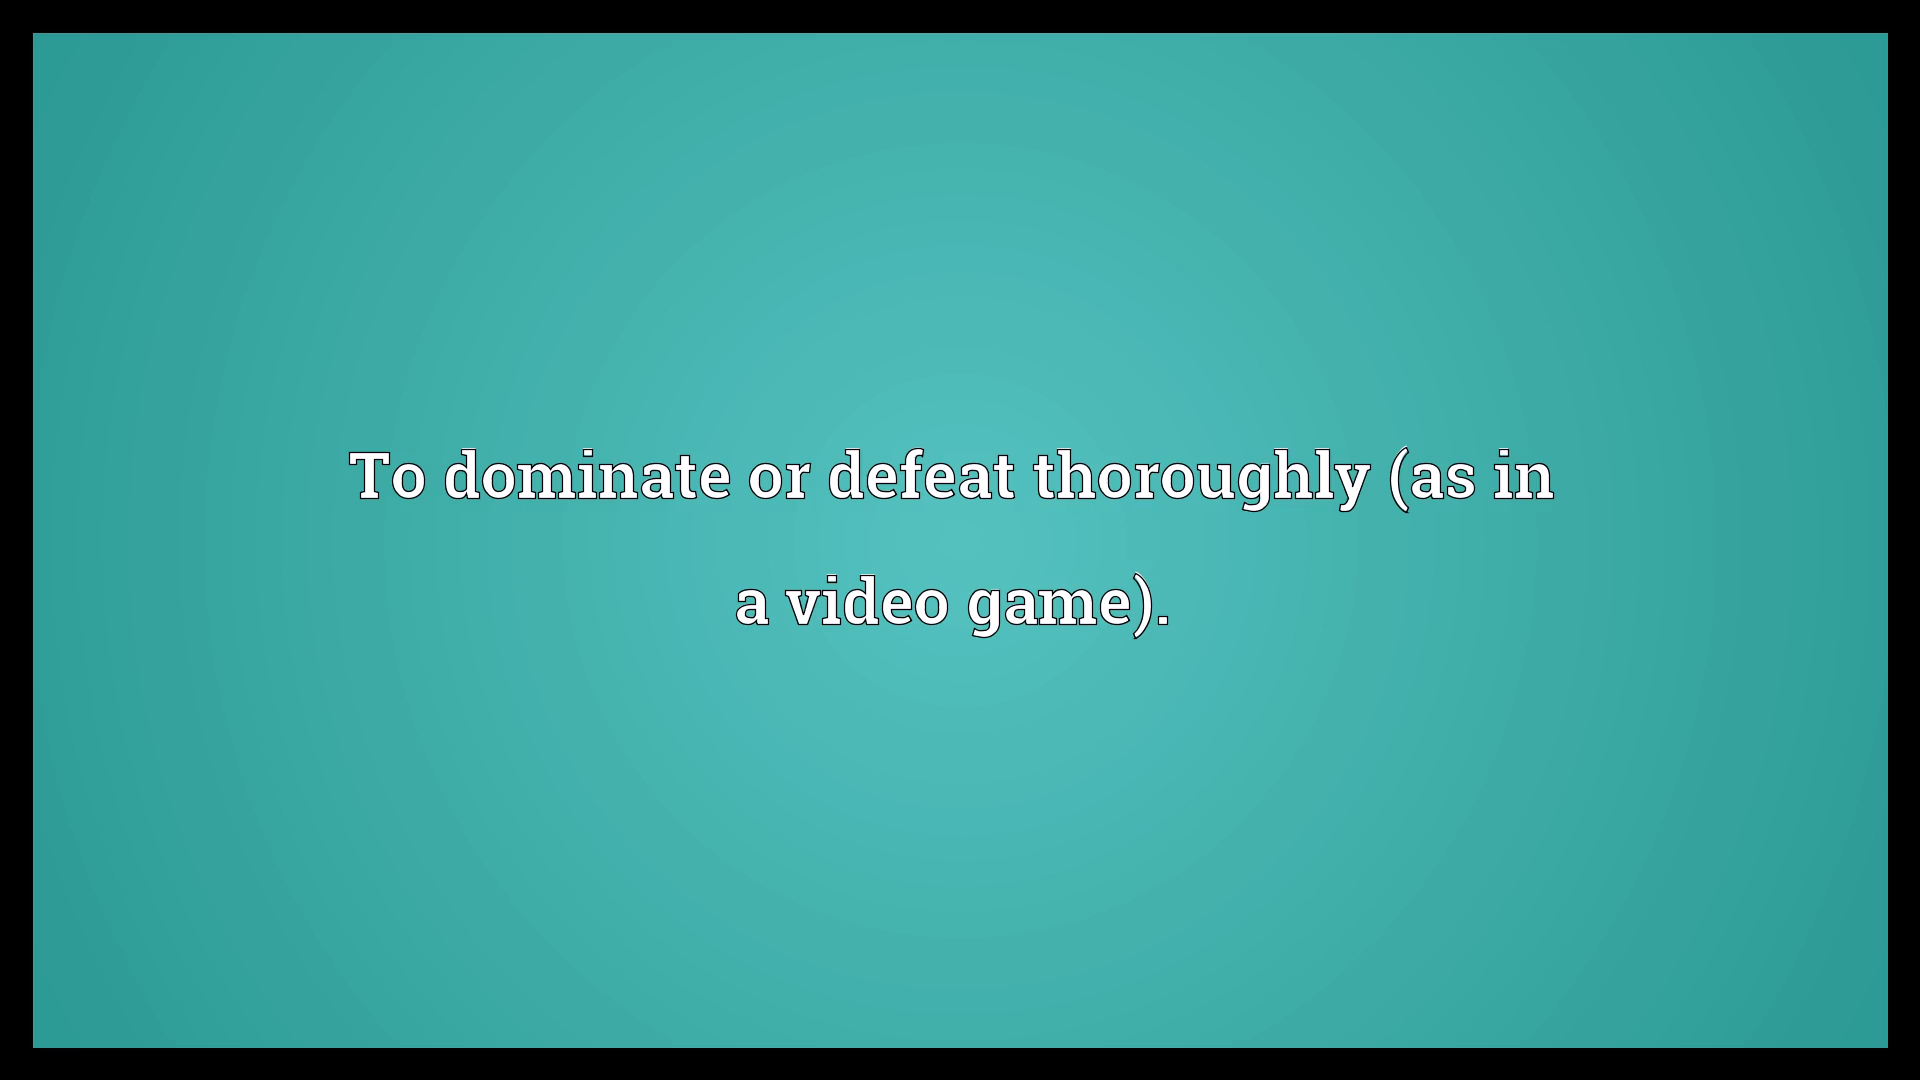 To dominate or defeat thoroughly (as in
a video game).